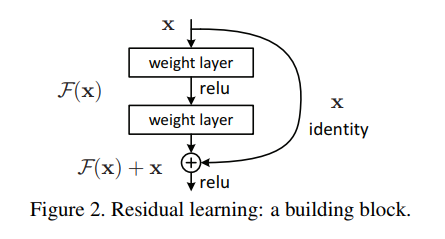 x
weight layer
F(x)
relu
x
weight layer
identity
F(x) + x
relu
Figure 2. Residual learning: a building block.